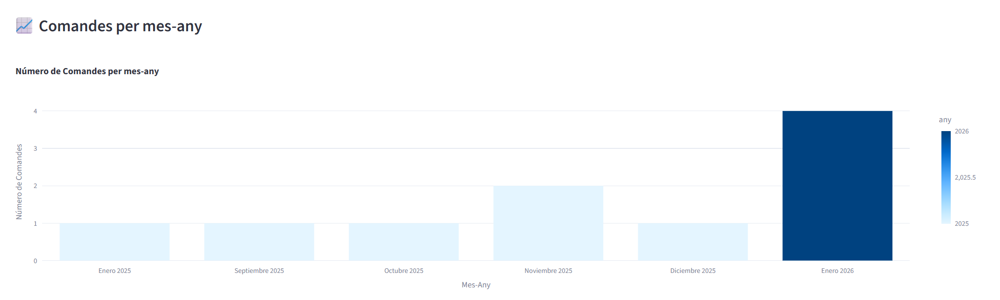 Comandes per mes-any
Número de Comandes per mes-any
4
3
2
1
0
Número de Comandes
Enero 2025
Septiembre 2025
Octubre 2025
Noviembre 2025
Diciembre 2025
Enero 2026
Mes-Any
any
2026
2,025.5
2025